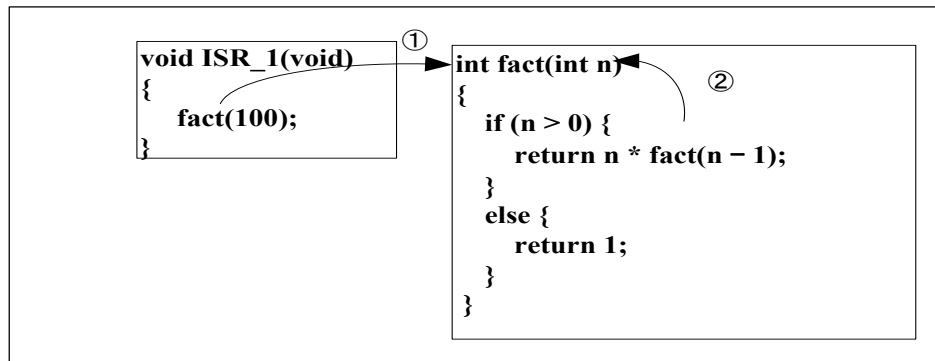 ①
void ISR_1(void)
{
fact(100);
}
int fact(int n)
②
{
if (n > 0) {
return n * fact(n − 1);
}
else {
return 1;
}
}